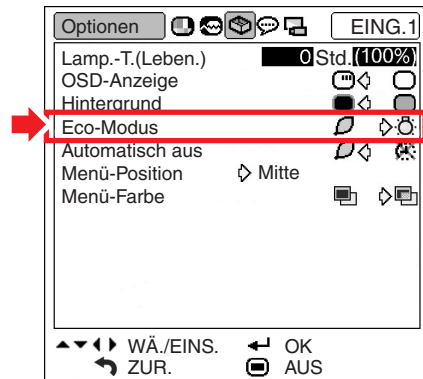 Optionen EING.1
Lamp.-T.(Leben.) 0 Std.(100%)
OSD-Anzeige
Hintergrund
Eco-Modus
Automatisch aus
Menü-Position Mitte
Menü-Farbe
WÄ./EINS. OK
ZUR. AUS